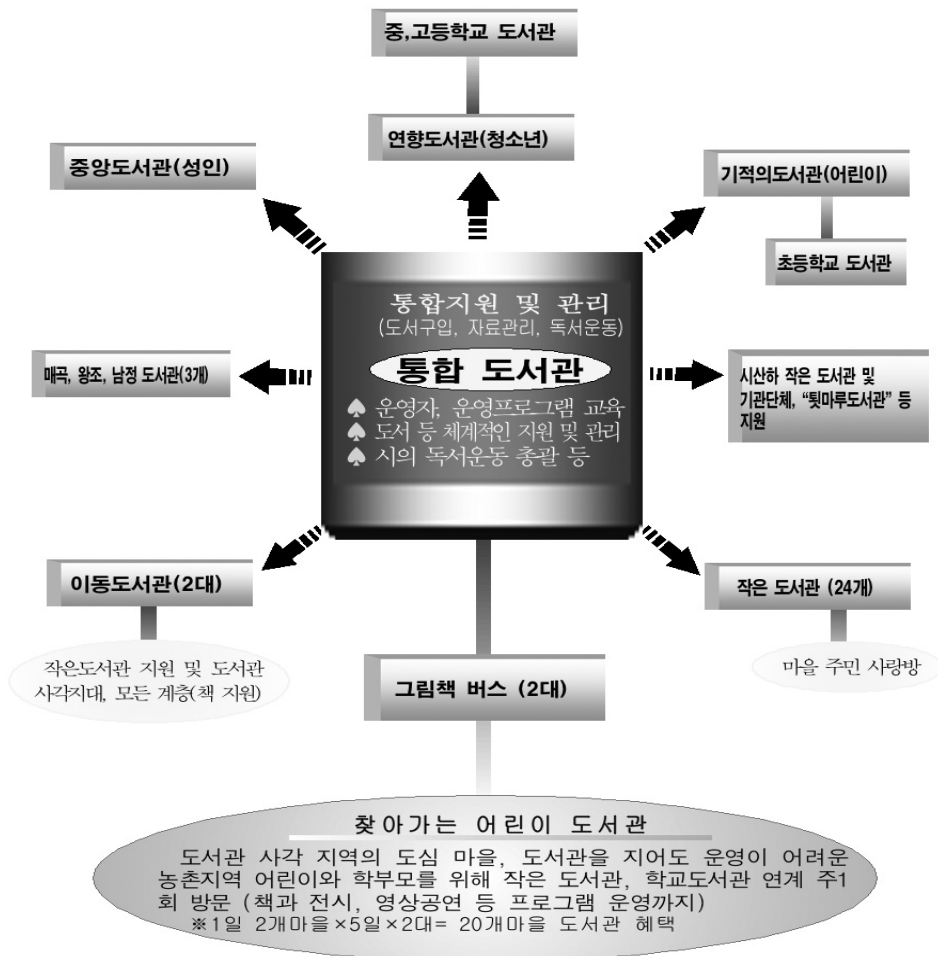 중,고등학교 도서관
연향도서관(청소년)
중앙도서관(성인)
기적의도서관(어린이)
초등학교 도서관
통합지원 및 관리
(도서구입, 자료관리, 독서운동)
통합 도서관
♠ 운영자, 운영프로그램 교육
♠ 도서 등 체계적인 지원 및 관리
♠ 시의 독서운동 총괄 등
매곡, 왕조, 남정 도서관(3개)
시산하 작은 도서관 및
기관단체, “툇마루도서관” 등
지원
이동도서관(2대)
작은도서관 지원 및 도서관
사각지대, 모든 계층(책 지원)
작은 도서관 (24개)
마을 주민 사랑방
그림책 버스 (2대)
찾아가는 어린이 도서관
도서관 사각 지역의 도심 마을, 도서관을 지어도 운영이 어려운
농촌지역 어린이와 학부모를 위해 작은 도서관, 학교도서관 연계 주1
회 방문 (책과 전시, 영상공연 등 프로그램 운영까지)
※1일 2개마을×5일×2대= 20개마을 도서관 혜택